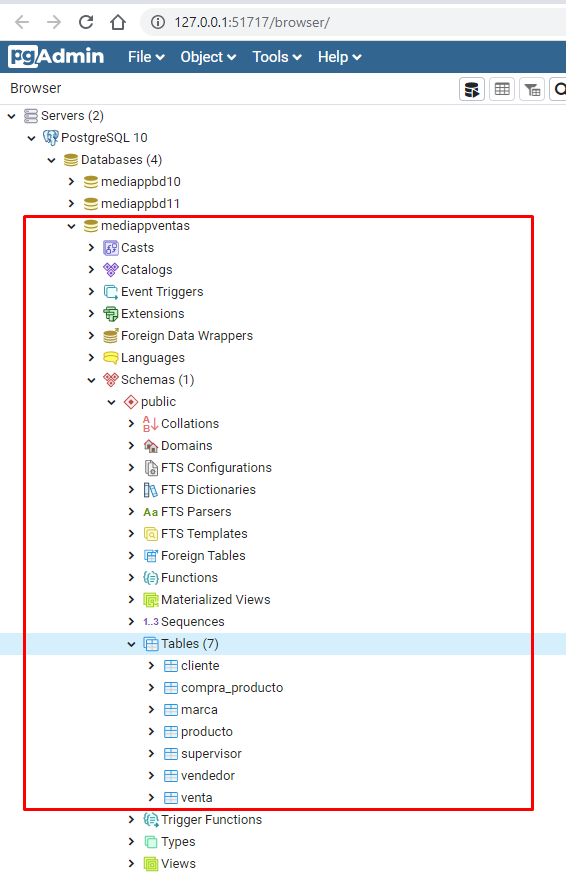 127.0.0.1:51717/browser/
pgAdmin File Object Tools Help
Browser
Servers (2)
PostgreSQL 10
Databases (4)
mediappbd10
mediappbd11
mediappventas
Casts
Catalogs
Event Triggers
Extensions
Foreign Data Wrappers
Languages
Schemas (1)
public
Collations
Domains
FTS Configurations
FTS Dictionaries
Aa FTS Parsers
FTS Templates
Foreign Tables
Functions
Materialized Views
1..3 Sequences
Tables (7)
cliente
compra_producto
marca
producto
supervisor
vendedor
venta
Trigger Functions
Types
Views